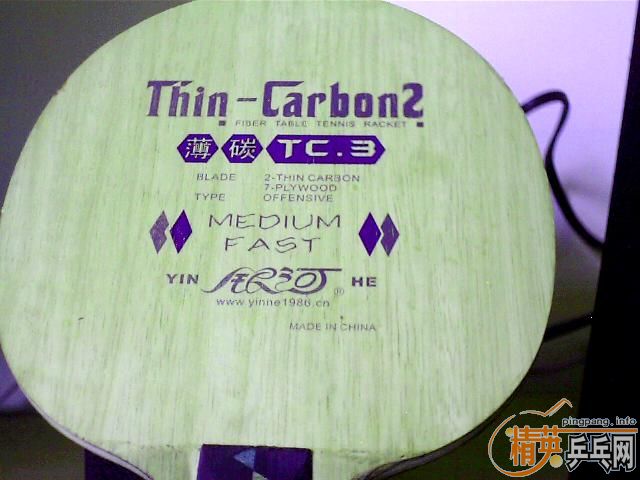 Thin-Carbon2
FIBER TABLE TENNIS RACKET
薄 碳 TC.3
BLADE 2-THIN CARBON
7-PLYWOOD
TYPE OFFENSIVE
MEDIUM
FAST
YIN HE
®
www.yinhe1986.cn
MADE IN CHINA
pingpang.info
精英乒乓网